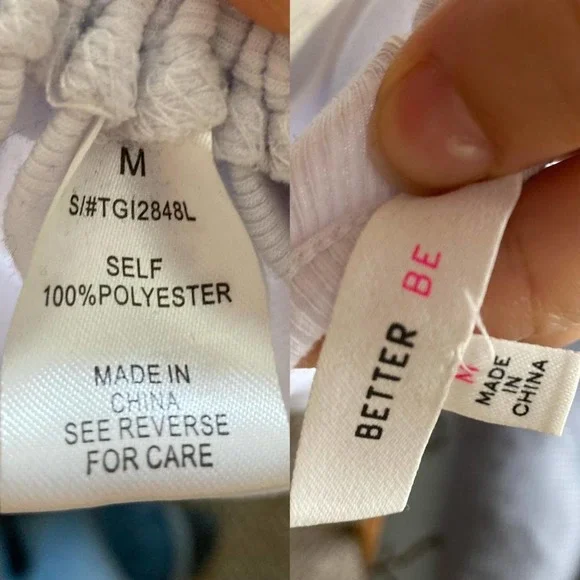 M
S/#TGI2848L
SELF
100%POLYESTER
MADE IN
CHINA
SEE REVERSE
FOR CARE
BETTER BE
M
MADE
IN
CHINA